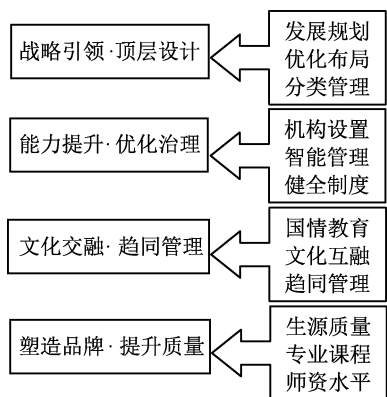 战略引领·顶层设计
发展规划
优化布局
分类管理
能力提升·优化治理
机构设置
智能管理
健全制度
文化交融·趋同管理
国情教育
文化互融
趋同管理
塑造品牌·提升质量
生源质量
专业课程
师资水平